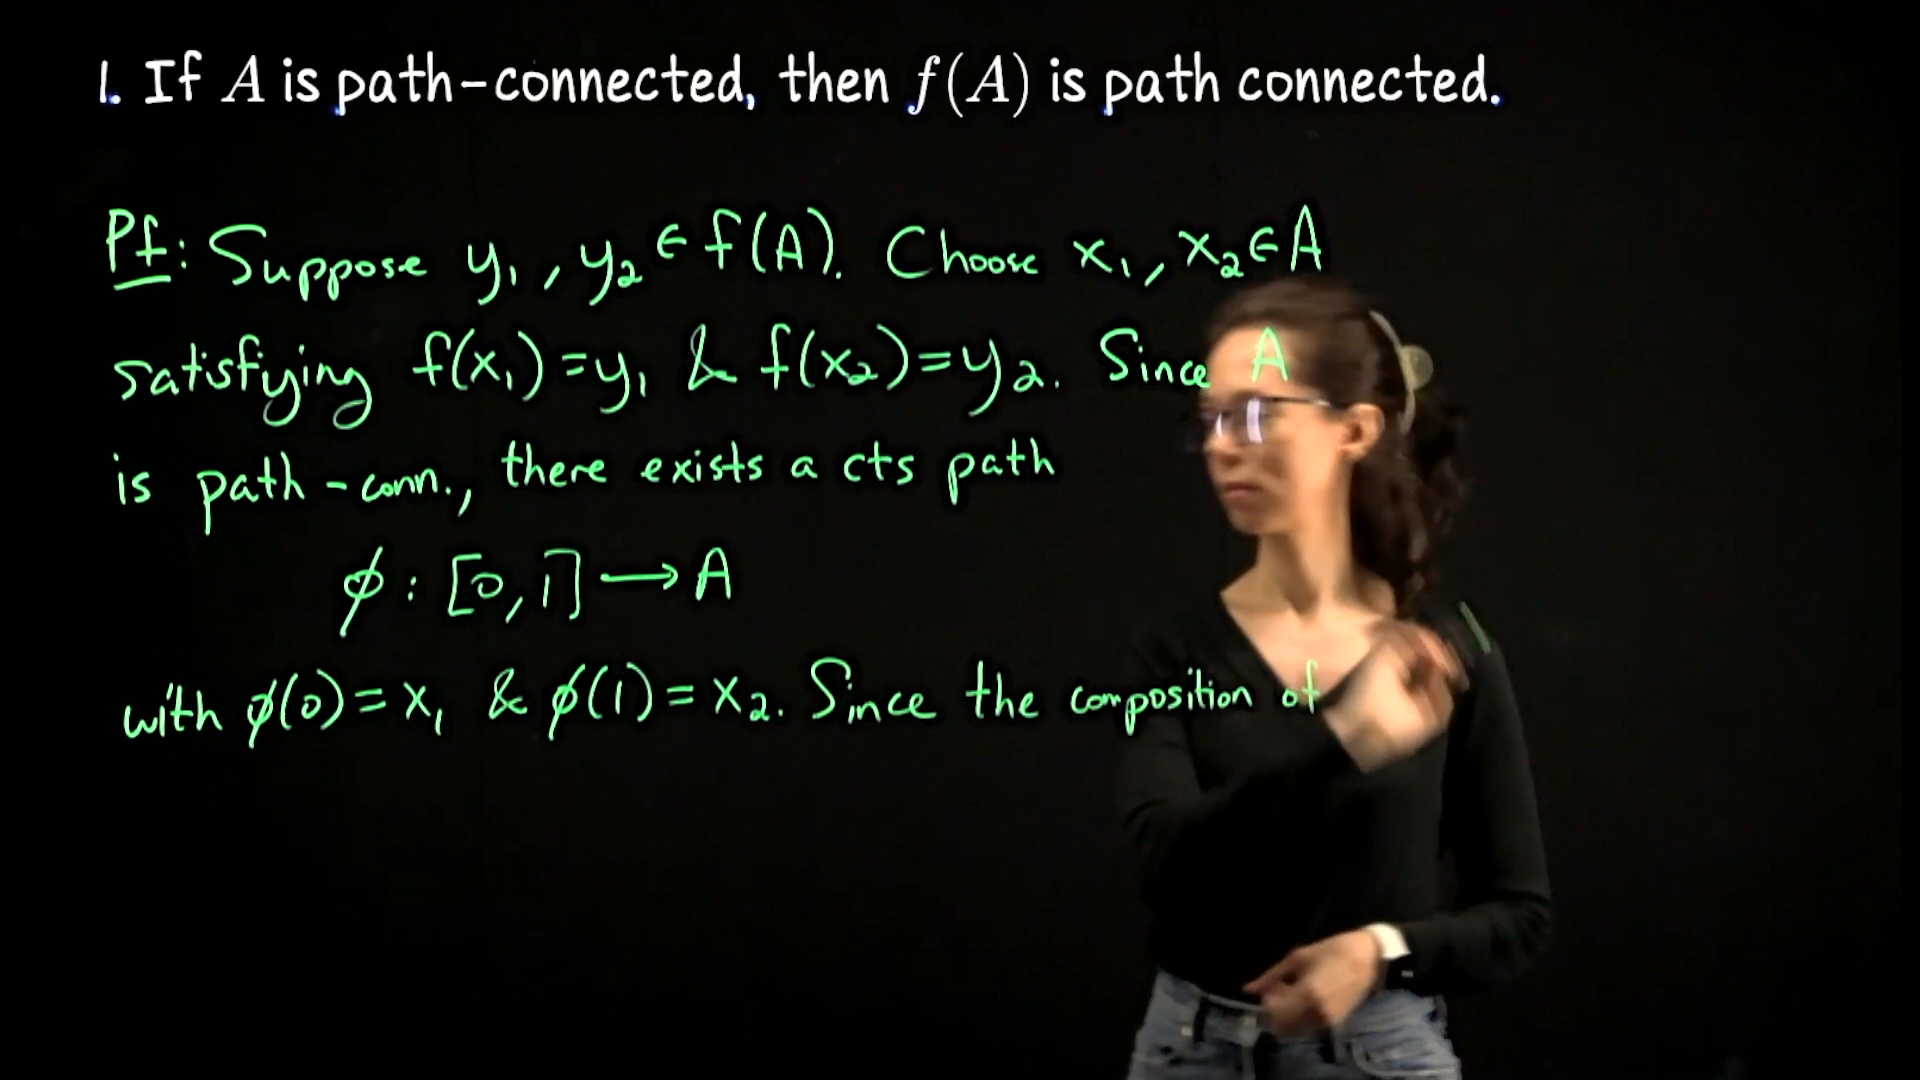 1. If A is path-connected, then f(A) is path connected.
Pf: Suppose y₁, y₂ ∈ f(A). Choose x₁, x₂ ∈ A
satisfying f(x₁)=y₁ & f(x₂)=y₂. Since A
is path-conn., there exists a cts path
φ: [0,1] → A
with φ(0)=x₁ & φ(1)=x₂. Since the composition of